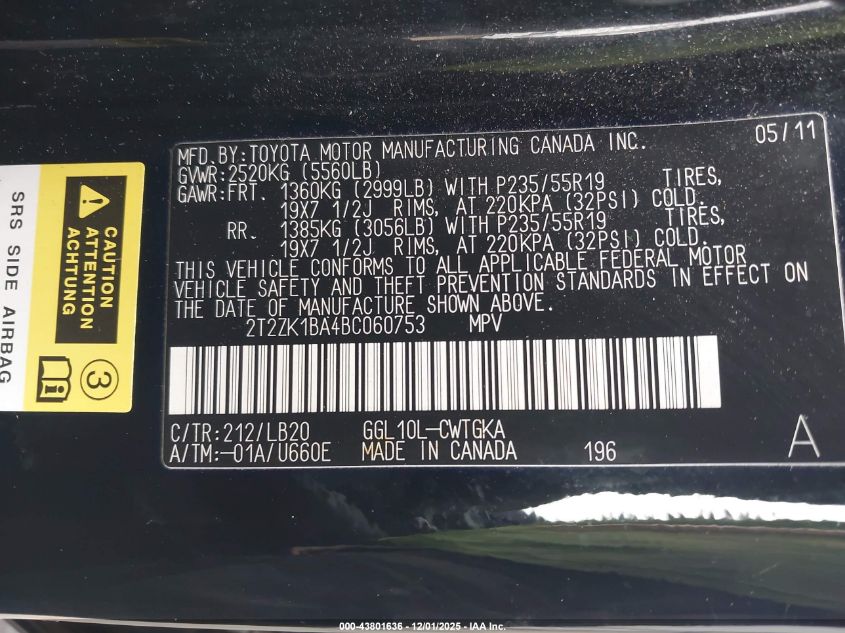 MFD. BY: TOYOTA MOTOR MANUFACTURING CANADA INC. 05/11
GVWR: 2520KG (5560LB)
GAWR: FRT. 1360KG (2999LB) WITH P235/55R19 TIRES,
19X7 1/2J RIMS, AT 220KPA (32PSI) COLD.
RR. 1385KG (3056LB) WITH P235/55R19 TIRES,
19X7 1/2J RIMS, AT 220KPA (32PSI) COLD.
THIS VEHICLE CONFORMS TO ALL APPLICABLE FEDERAL MOTOR
VEHICLE SAFETY AND THEFT PREVENTION STANDARDS IN EFFECT ON
THE DATE OF MANUFACTURE SHOWN ABOVE.
2T2ZK1BA4BC060753 MPV
C/TR: 212/LB20 GGL10L-CWTGKA
A/TM: -01A/U660E MADE IN CANADA 196 A
SRS SIDE AIRBAG
CAUTION
ATTENTION
ACHTUNG
3
000-43801636 - 12/01/2025 - IAA Inc.